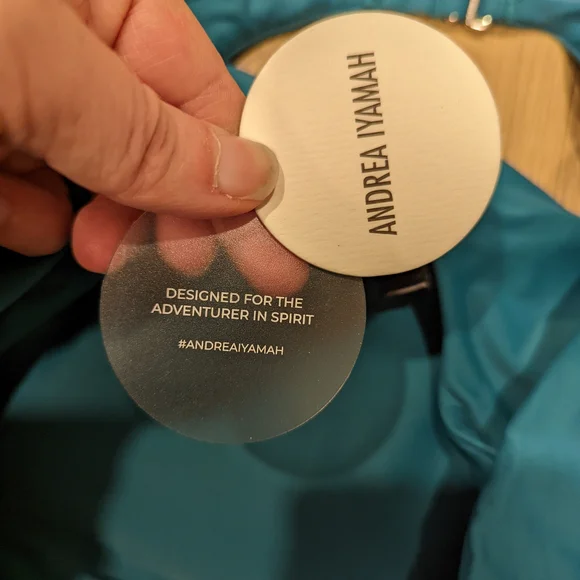 ANDREA IYAMAH
DESIGNED FOR THE
ADVENTURER IN SPIRIT
#ANDREAIYAMAH